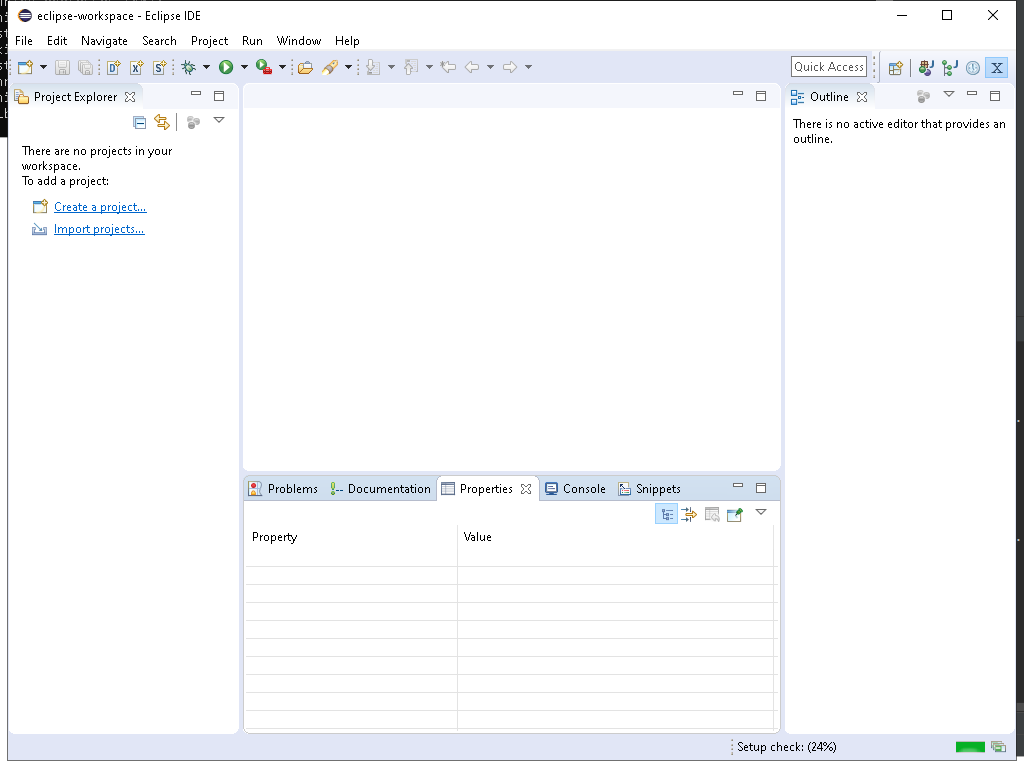 eclipse-workspace - Eclipse IDE
File Edit Navigate Search Project Run Window Help
Quick Access
Project Explorer
There are no projects in your
workspace.
To add a project:
Create a project...
Import projects...
Outline
There is no active editor that provides an
outline.
Problems Documentation Properties Console Snippets
Property Value
Setup check: (24%)